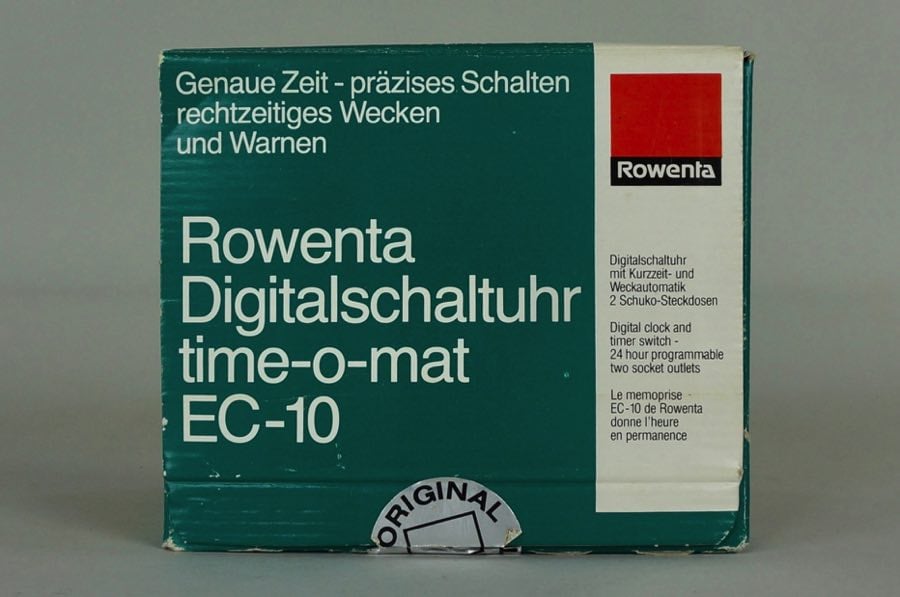 Genaue Zeit - präzises Schalten
rechtzeitiges Wecken
und Warnen
Rowenta
Digitalschaltuhr
time-o-mat
EC-10
Rowenta
Digitalschaltuhr
mit Kurzzeit- und
Weckautomatik
2 Schuko-Steckdosen
Digital clock and
timer switch -
24 hour programmable
two socket outlets
Le memoprise -
EC-10 de Rowenta
donne l'heure
en permanence
ORIGINAL